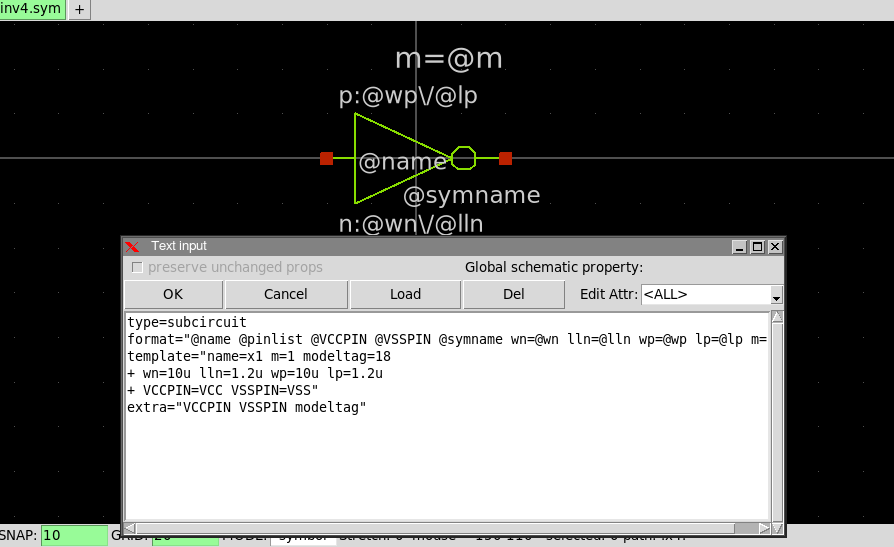 inv4.sym +
m=@m
p:@wp\/@lp
@name
@symname
n:@wn\/@lln
Text input
preserve unchanged props Global schematic property:
OK Cancel Load Del Edit Attr: <ALL>
type=subcircuit
format="@name @pinlist @VCCPIN @VSSPIN @symname wn=@wn lln=@lln wp=@wp lp=@lp m=
template="name=x1 m=1 modeltag=18
+ wn=10u lln=1.2u wp=10u lp=1.2u
+ VCCPIN=VCC VSSPIN=VSS"
extra="VCCPIN VSSPIN modeltag"
SNAP: 10